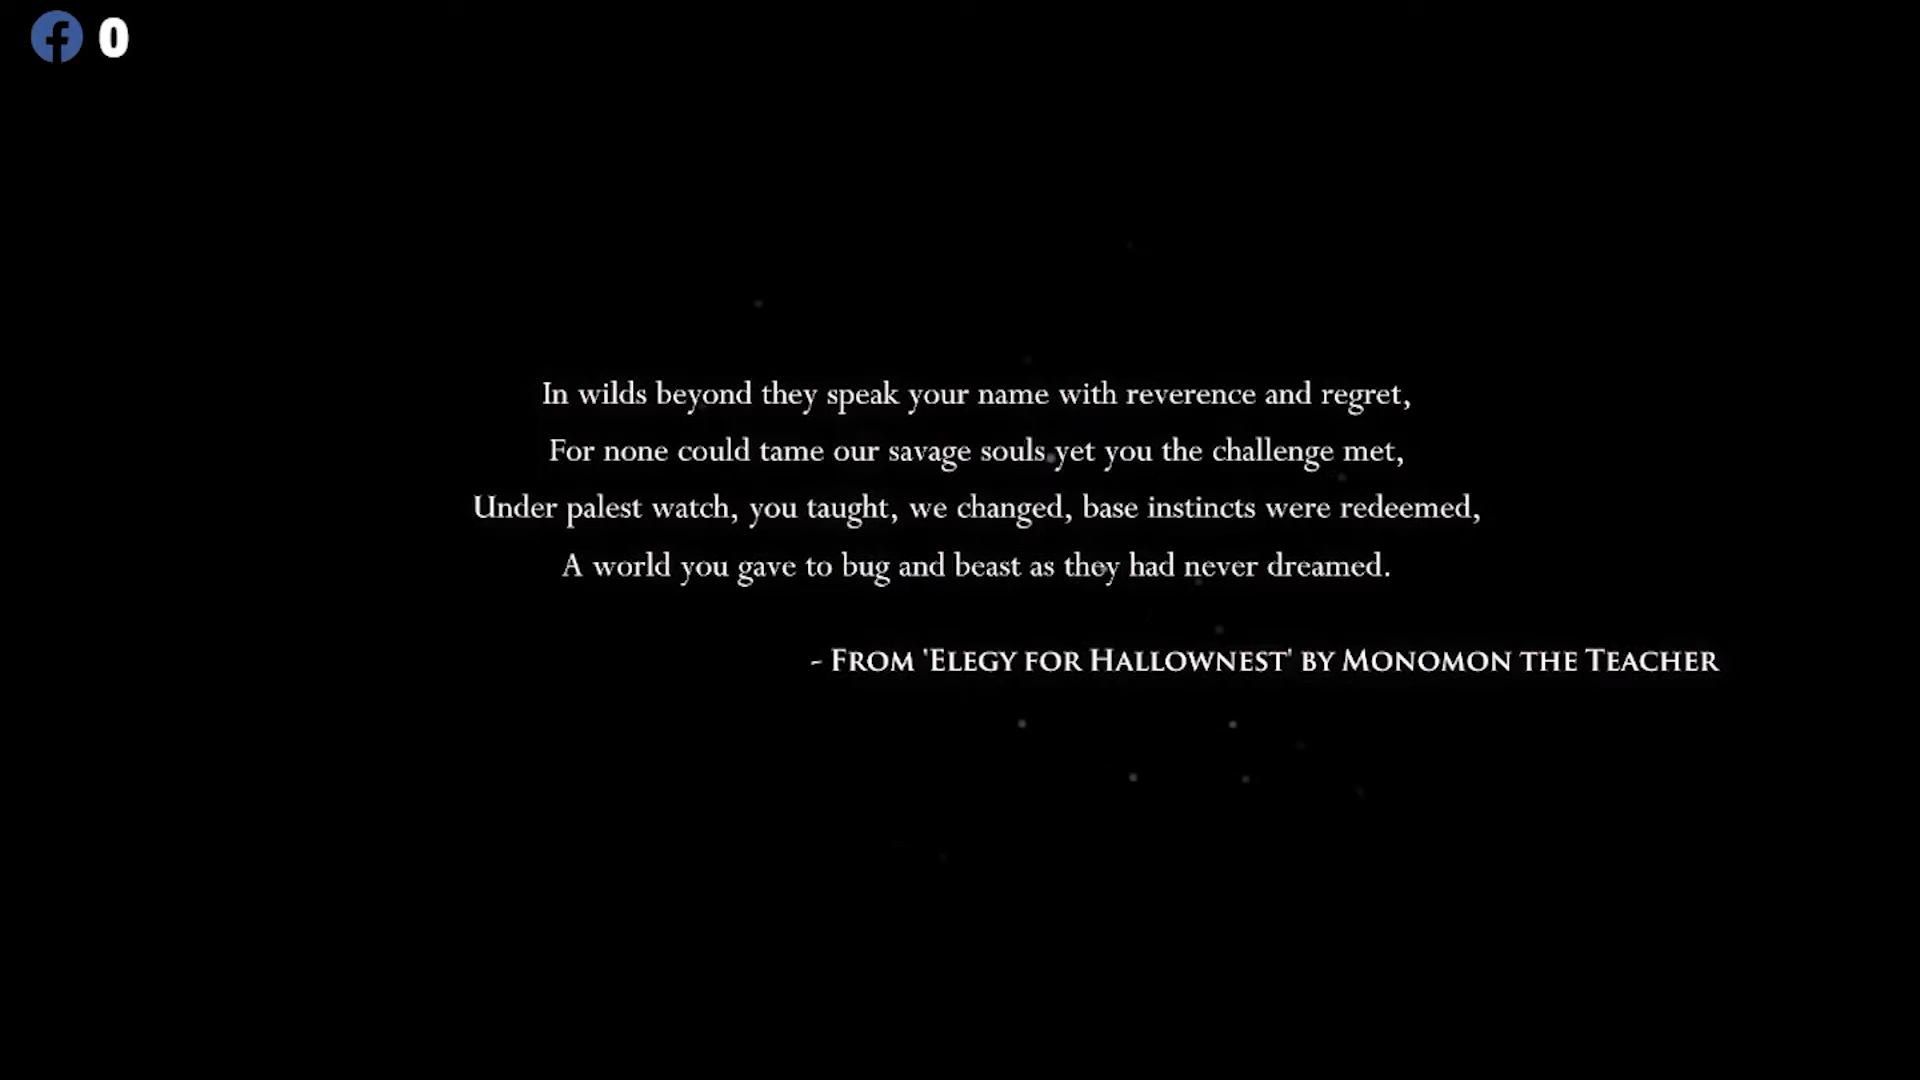 0
In wilds beyond they speak your name with reverence and regret,
For none could tame our savage souls yet you the challenge met,
Under palest watch, you taught, we changed, base instincts were redeemed,
A world you gave to bug and beast as they had never dreamed.
- From 'Elegy for Hallownest' by Monomon the Teacher